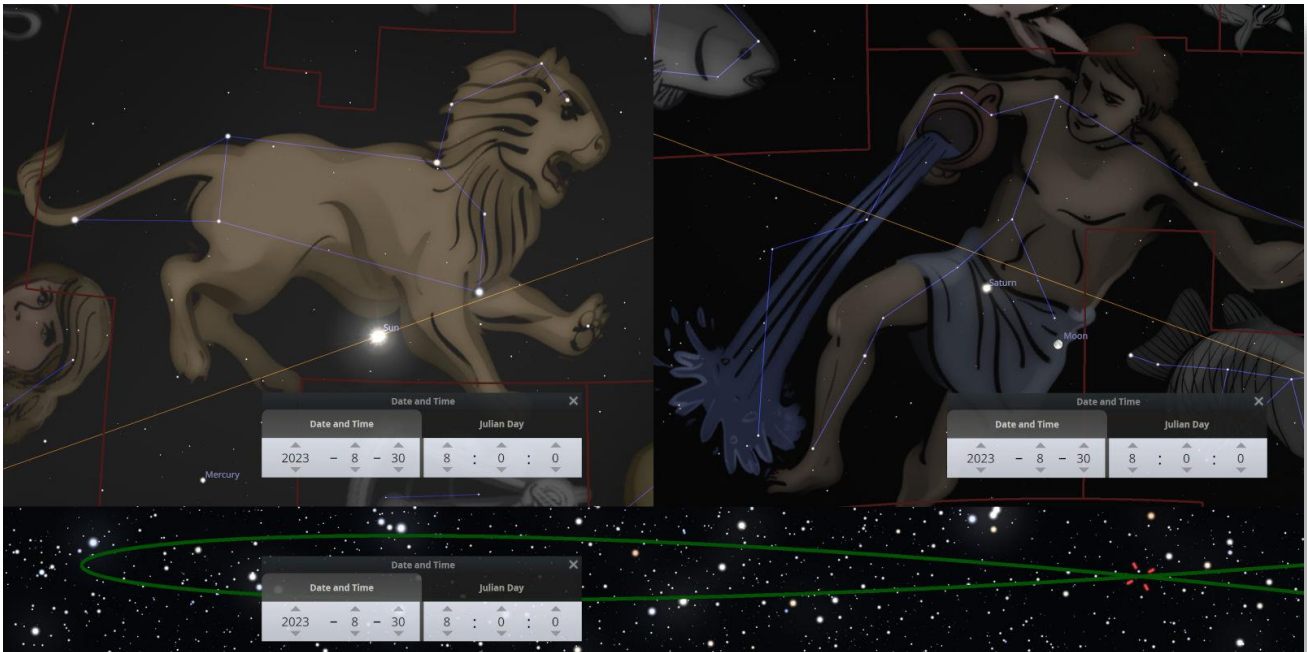 Sun
Mercury
Date and Time ×
Date and Time Julian Day
2023 - 8 - 30 8 : 0 : 0
Saturn
Moon
Date and Time ×
Date and Time Julian Day
2023 - 8 - 30 8 : 0 : 0
Date and Time ×
Date and Time Julian Day
2023 - 8 - 30 8 : 0 : 0